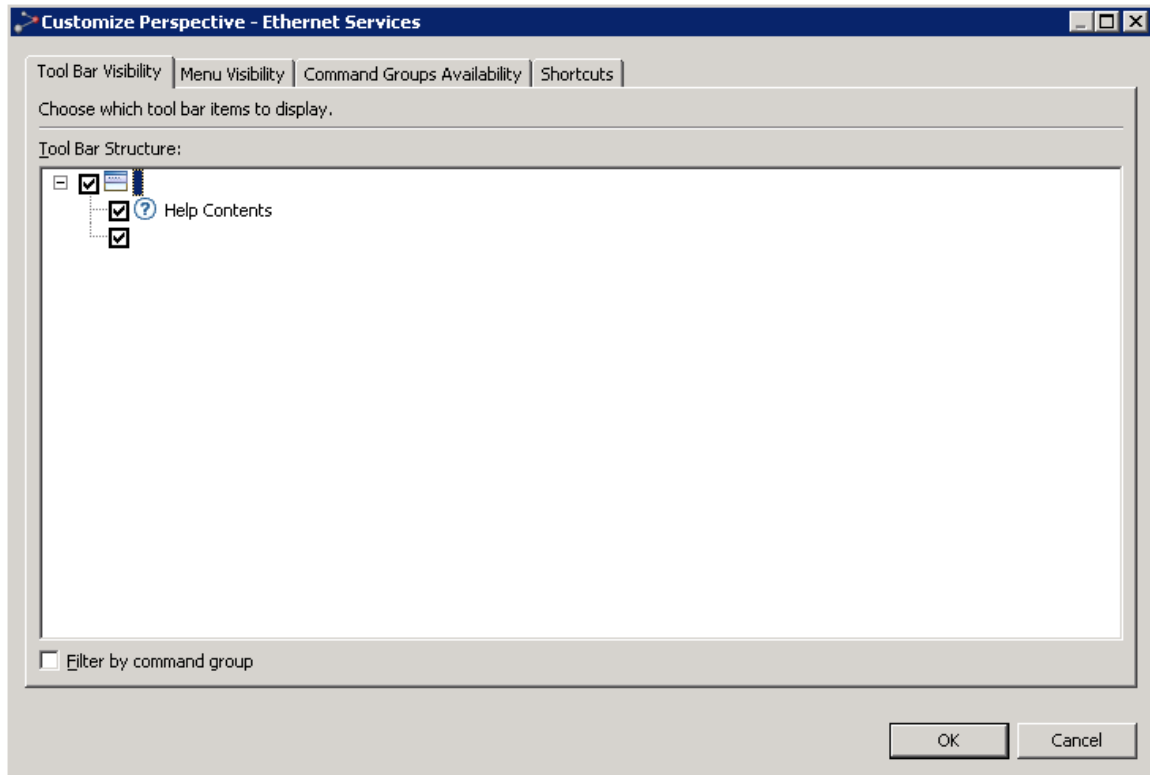 Customize Perspective - Ethernet Services
Tool Bar Visibility Menu Visibility Command Groups Availability Shortcuts
Choose which tool bar items to display.
Tool Bar Structure:
Help Contents
Filter by command group
OK Cancel